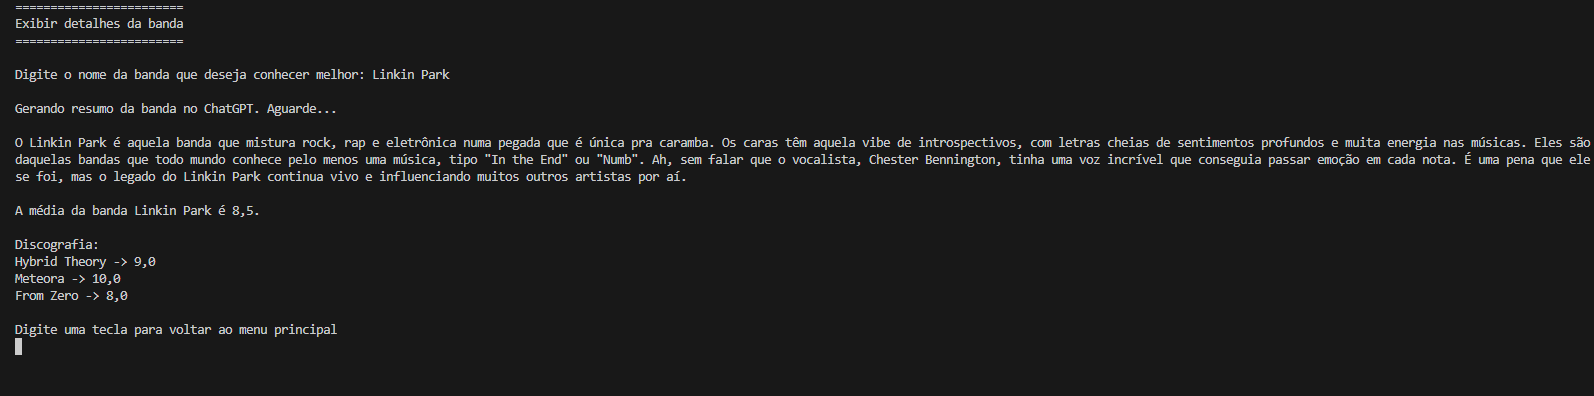 ========================
Exibir detalhes da banda
========================
Digite o nome da banda que deseja conhecer melhor: Linkin Park
Gerando resumo da banda no ChatGPT. Aguarde...
O Linkin Park é aquela banda que mistura rock, rap e eletrônica numa pegada que é única pra caramba. Os caras têm aquela vibe de introspectivos, com letras cheias de sentimentos profundos e muita energia nas músicas. Eles são
daquelas bandas que todo mundo conhece pelo menos uma música, tipo "In the End" ou "Numb". Ah, sem falar que o vocalista, Chester Bennington, tinha uma voz incrível que conseguia passar emoção em cada nota. É uma pena que ele
se foi, mas o legado do Linkin Park continua vivo e influenciando muitos outros artistas por aí.
A média da banda Linkin Park é 8,5.
Discografia:
Hybrid Theory -> 9,0
Meteora -> 10,0
From Zero -> 8,0
Digite uma tecla para voltar ao menu principal